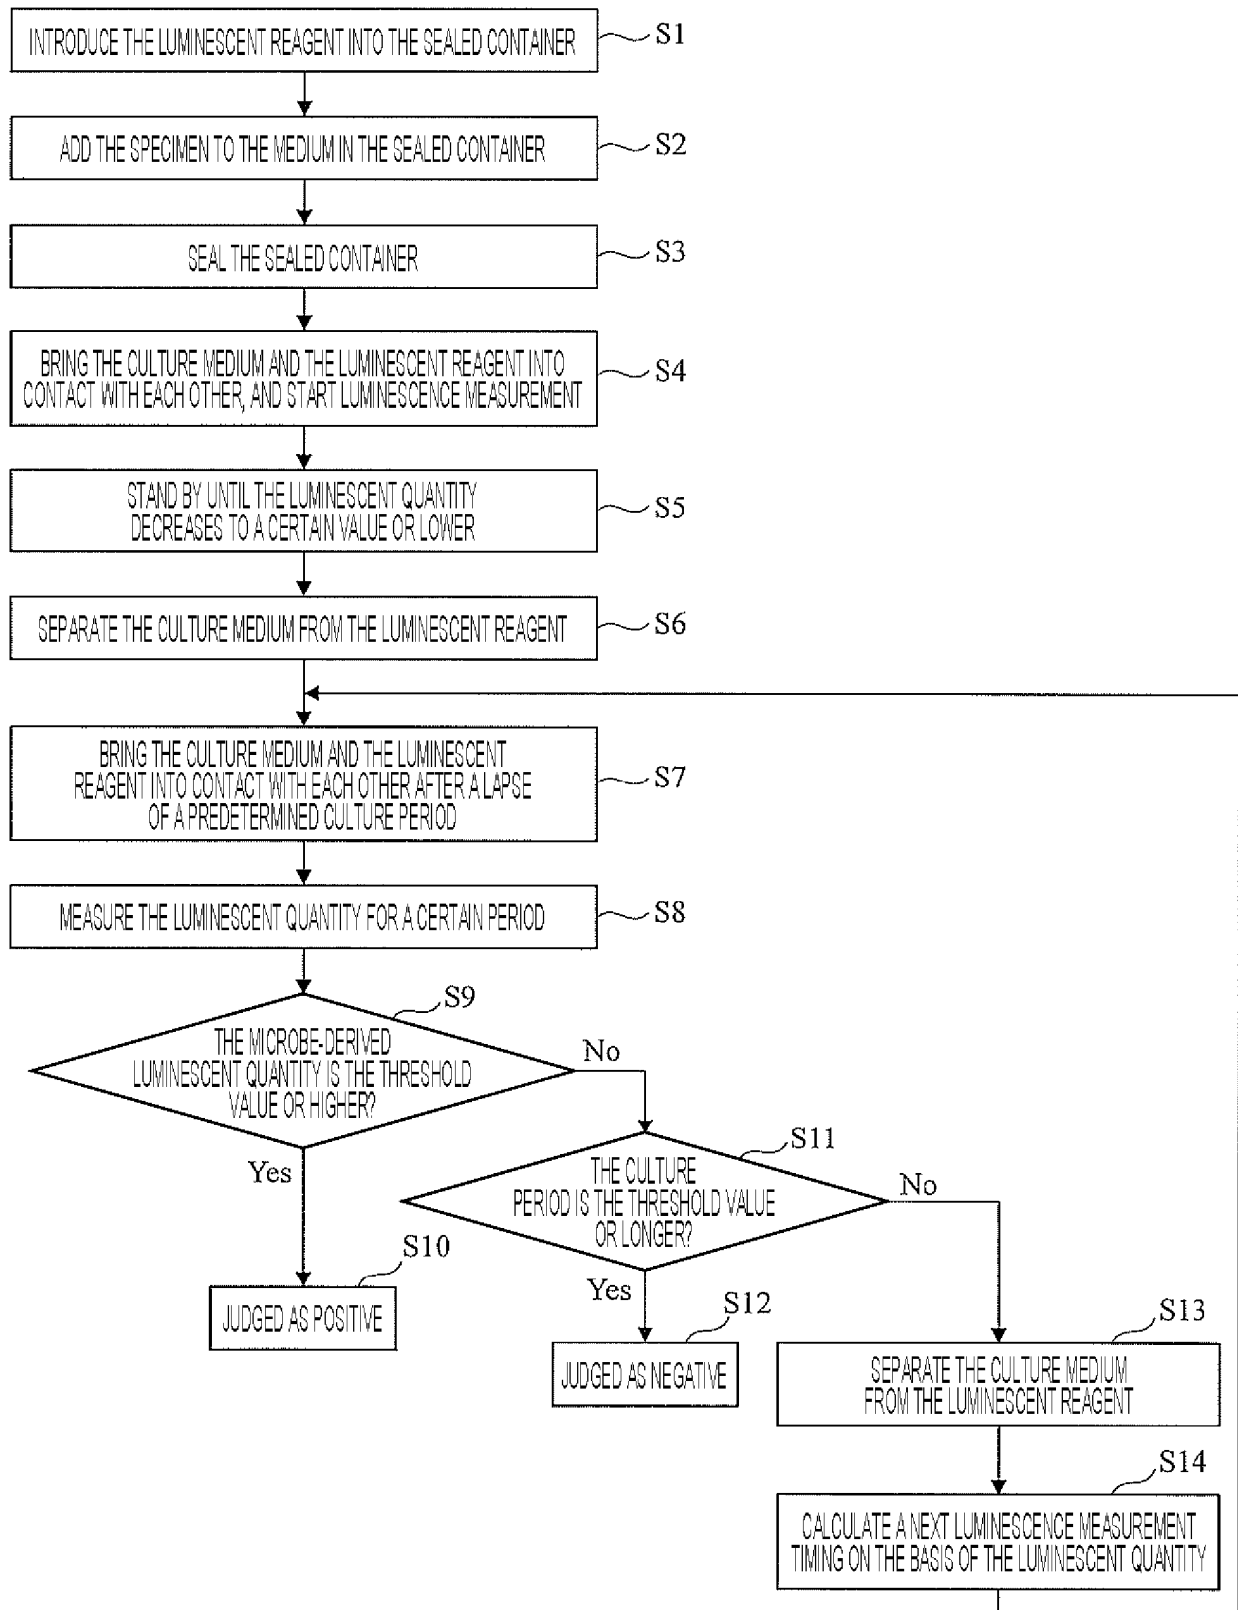 INTRODUCE THE LUMINESCENT REAGENT INTO THE SEALED CONTAINER
S1
ADD THE SPECIMEN TO THE MEDIUM IN THE SEALED CONTAINER
S2
SEAL THE SEALED CONTAINER
S3
BRING THE CULTURE MEDIUM AND THE LUMINESCENT REAGENT INTO
CONTACT WITH EACH OTHER, AND START LUMINESCENCE MEASUREMENT
S4
STAND BY UNTIL THE LUMINESCENT QUANTITY
DECREASES TO A CERTAIN VALUE OR LOWER
S5
SEPARATE THE CULTURE MEDIUM FROM THE LUMINESCENT REAGENT
S6
BRING THE CULTURE MEDIUM AND THE LUMINESCENT
REAGENT INTO CONTACT WITH EACH OTHER AFTER A LAPSE
OF A PREDETERMINED CULTURE PERIOD
S7
MEASURE THE LUMINESCENT QUANTITY FOR A CERTAIN PERIOD
S8
S9
THE MICROBE-DERIVED
LUMINESCENT QUANTITY IS THE THRESHOLD
VALUE OR HIGHER?
No
Yes
S11
THE CULTURE
PERIOD IS THE THRESHOLD VALUE
OR LONGER?
No
Yes
S10
JUDGED AS POSITIVE
S12
JUDGED AS NEGATIVE
S13
SEPARATE THE CULTURE MEDIUM
FROM THE LUMINESCENT REAGENT
S14
CALCULATE A NEXT LUMINESCENCE MEASUREMENT
TIMING ON THE BASIS OF THE LUMINESCENT QUANTITY